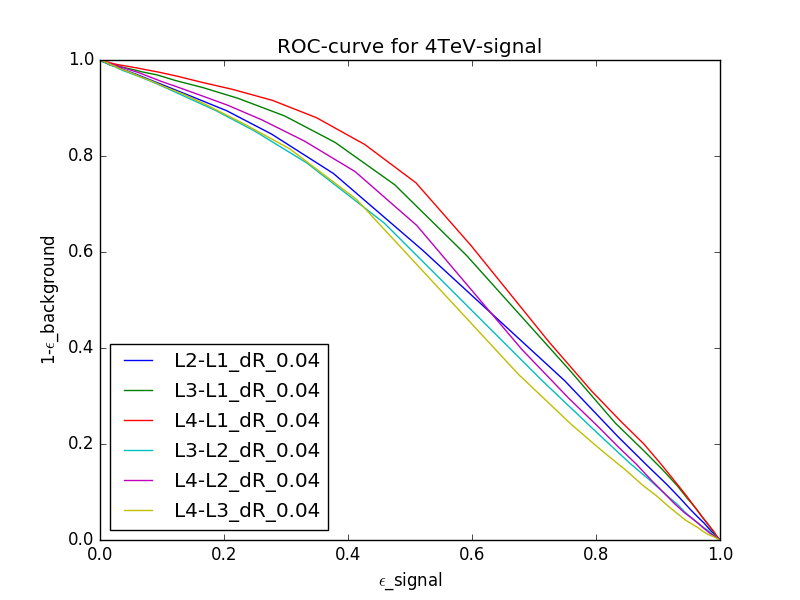 ROC-curve for 4TeV-signal
1.0
0.8
0.6
0.4
0.2
0.0
1-ϵ_background
L2-L1_dR_0.04
L3-L1_dR_0.04
L4-L1_dR_0.04
L3-L2_dR_0.04
L4-L2_dR_0.04
L4-L3_dR_0.04
0.0 0.2 0.4 0.6 0.8 1.0
ϵ_signal